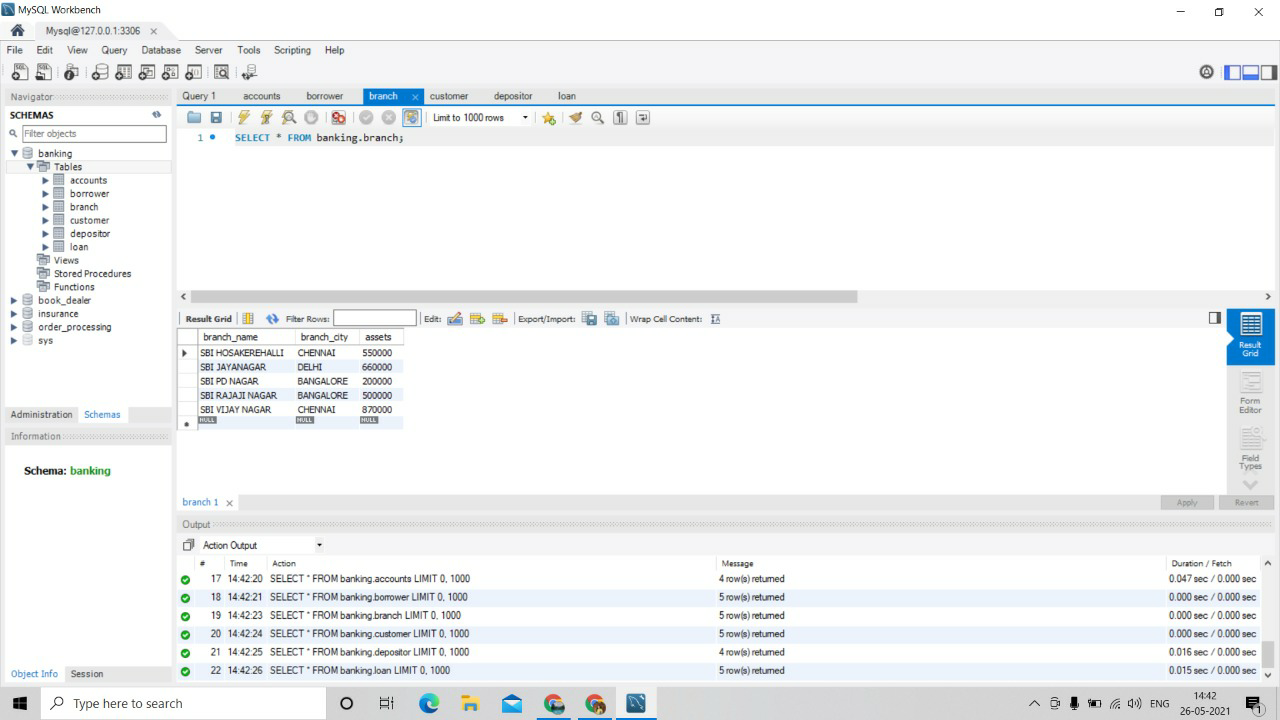 MySQL Workbench
Mysql@127.0.0.1:3306
File Edit View Query Database Server Tools Scripting Help
Navigator
SCHEMAS
Filter objects
banking
Tables
accounts
borrower
branch
customer
depositor
loan
Views
Stored Procedures
Functions
book_dealer
insurance
order_processing
sys
Administration Schemas
Information
Schema: banking
Object Info Session
Query 1 accounts borrower branch customer depositor loan
Limit to 1000 rows
1 SELECT * FROM banking.branch;
Result Grid Filter Rows: Edit: Export/Import: Wrap Cell Content:
branch_name branch_city assets
SBI HOSAKEREHALLI CHENNAI 550000
SBI JAYANAGAR DELHI 660000
SBI PD NAGAR BANGALORE 200000
SBI RAJAJI NAGAR BANGALORE 500000
SBI VIJAY NAGAR CHENNAI 870000
NULL NULL NULL
Result
Grid
Form
Editor
Field
Types
branch 1 Apply Revert
Output
Action Output
# Time Action Message Duration / Fetch
17 14:42:20 SELECT * FROM banking.accounts LIMIT 0, 1000 4 row(s) returned 0.047 sec / 0.000 sec
18 14:42:21 SELECT * FROM banking.borrower LIMIT 0, 1000 5 row(s) returned 0.000 sec / 0.000 sec
19 14:42:23 SELECT * FROM banking.branch LIMIT 0, 1000 5 row(s) returned 0.000 sec / 0.000 sec
20 14:42:24 SELECT * FROM banking.customer LIMIT 0, 1000 5 row(s) returned 0.000 sec / 0.000 sec
21 14:42:25 SELECT * FROM banking.depositor LIMIT 0, 1000 4 row(s) returned 0.016 sec / 0.000 sec
22 14:42:26 SELECT * FROM banking.loan LIMIT 0, 1000 5 row(s) returned 0.015 sec / 0.000 sec
Type here to search
ENG
14:42
26-05-2021
1